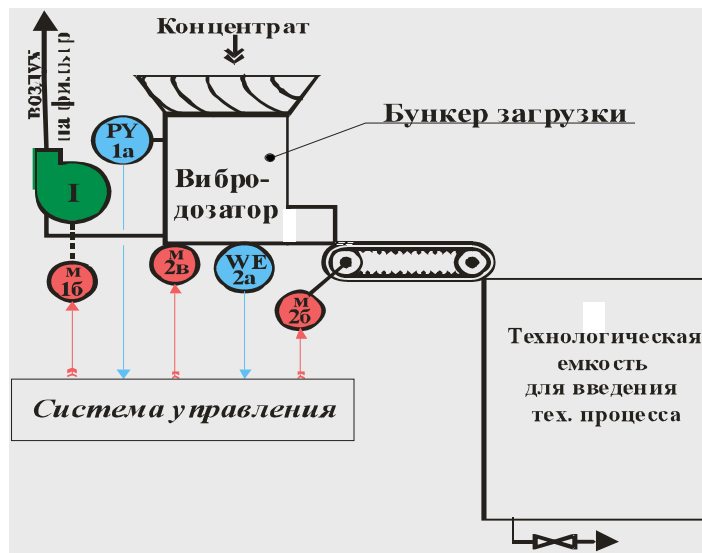 Концентрат
воздух
на фильтр
Бункер загрузки
PY
1а
I
Вибро-
дозатор
м
1б
м
2в
WE
2а
м
2б
Технологическая
емкость
для введения
тех. процесса
Система управления